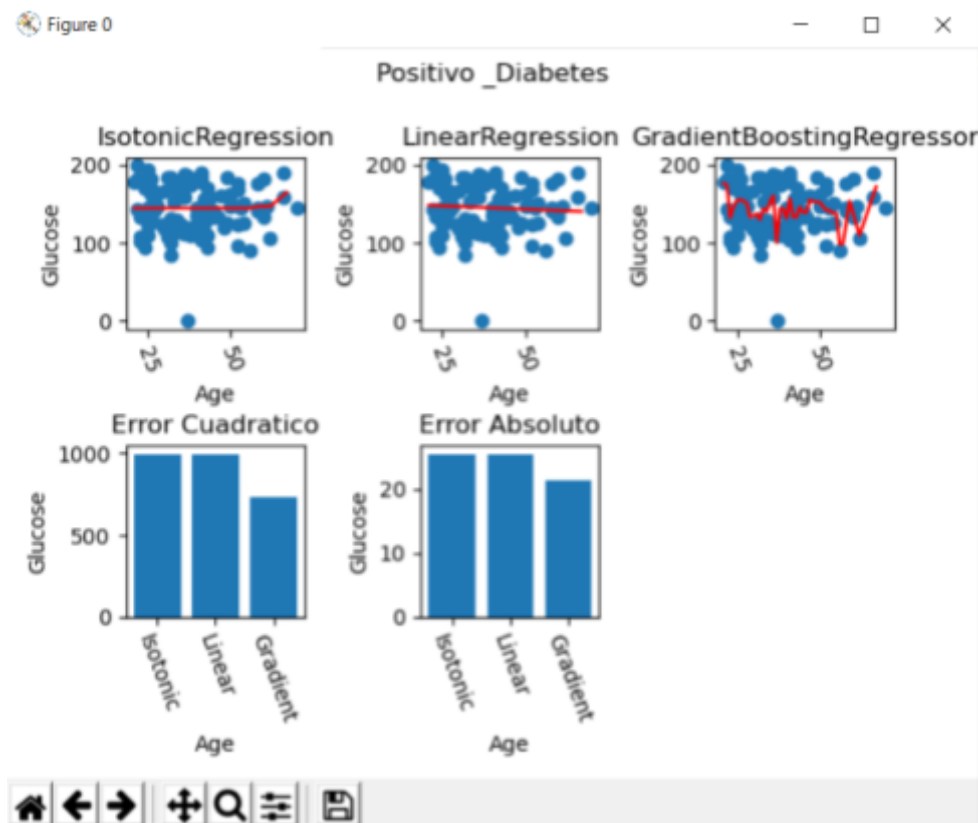 Figure 0
Positivo _Diabetes
IsotonicRegression
200
100
0
Glucose
25
50
Age
LinearRegression
200
100
0
Glucose
25
50
Age
GradientBoostingRegressor
200
100
0
Glucose
25
50
Age
Error Cuadratico
1000
500
0
Glucose
Isotonic
Linear
Gradient
Age
Error Absoluto
20
10
0
Glucose
Isotonic
Linear
Gradient
Age